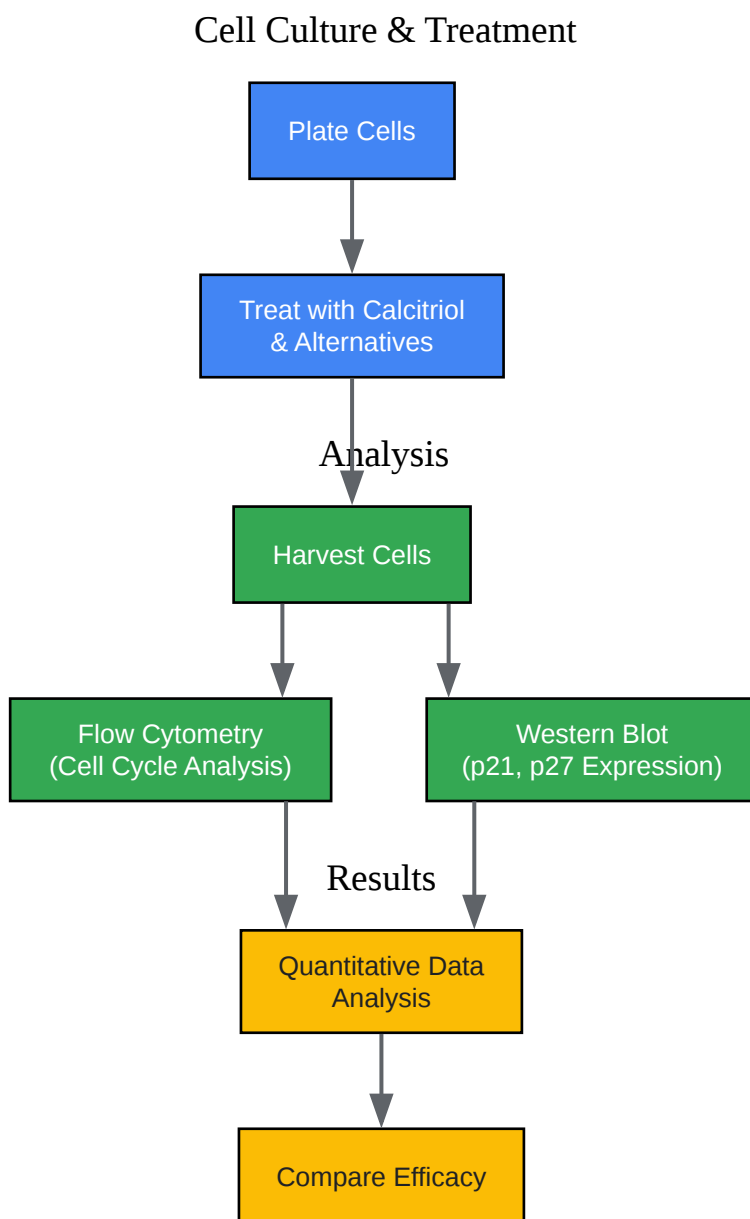 Cell Culture & Treatment
Plate Cells
Treat with Calcitriol
& Alternatives
Analysis
Harvest Cells
Flow Cytometry
(Cell Cycle Analysis)
Western Blot
(p21, p27 Expression)
Results
Quantitative Data
Analysis
Compare Efficacy